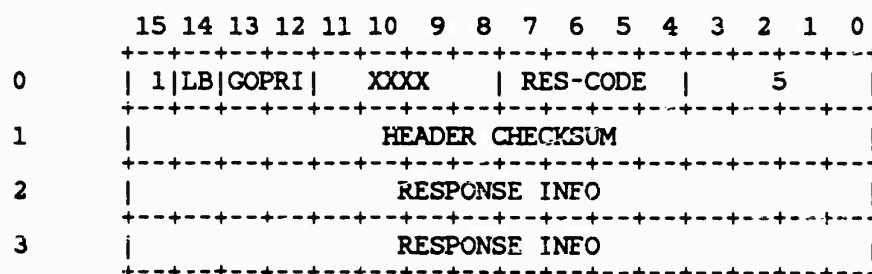 15 14 13 12 11 10 9 8 7 6 5 4 3 2 1 0
+--+--+--+--+--+--+--+--+--+--+--+--+--+--+--+--+
0 | 1|LB|GOPRI| XXXX | RES-CODE | 5 |
+--+--+--+--+--+--+--+--+--+--+--+--+--+--+--+--+
1 | HEADER CHECKSUM |
+--+--+--+--+--+--+--+--+--+--+--+--+--+--+--+--+
2 | RESPONSE INFO |
+--+--+--+--+--+--+--+--+--+--+--+--+--+--+--+--+
3 | RESPONSE INFO |
+--+--+--+--+--+--+--+--+--+--+--+--+--+--+--+--+